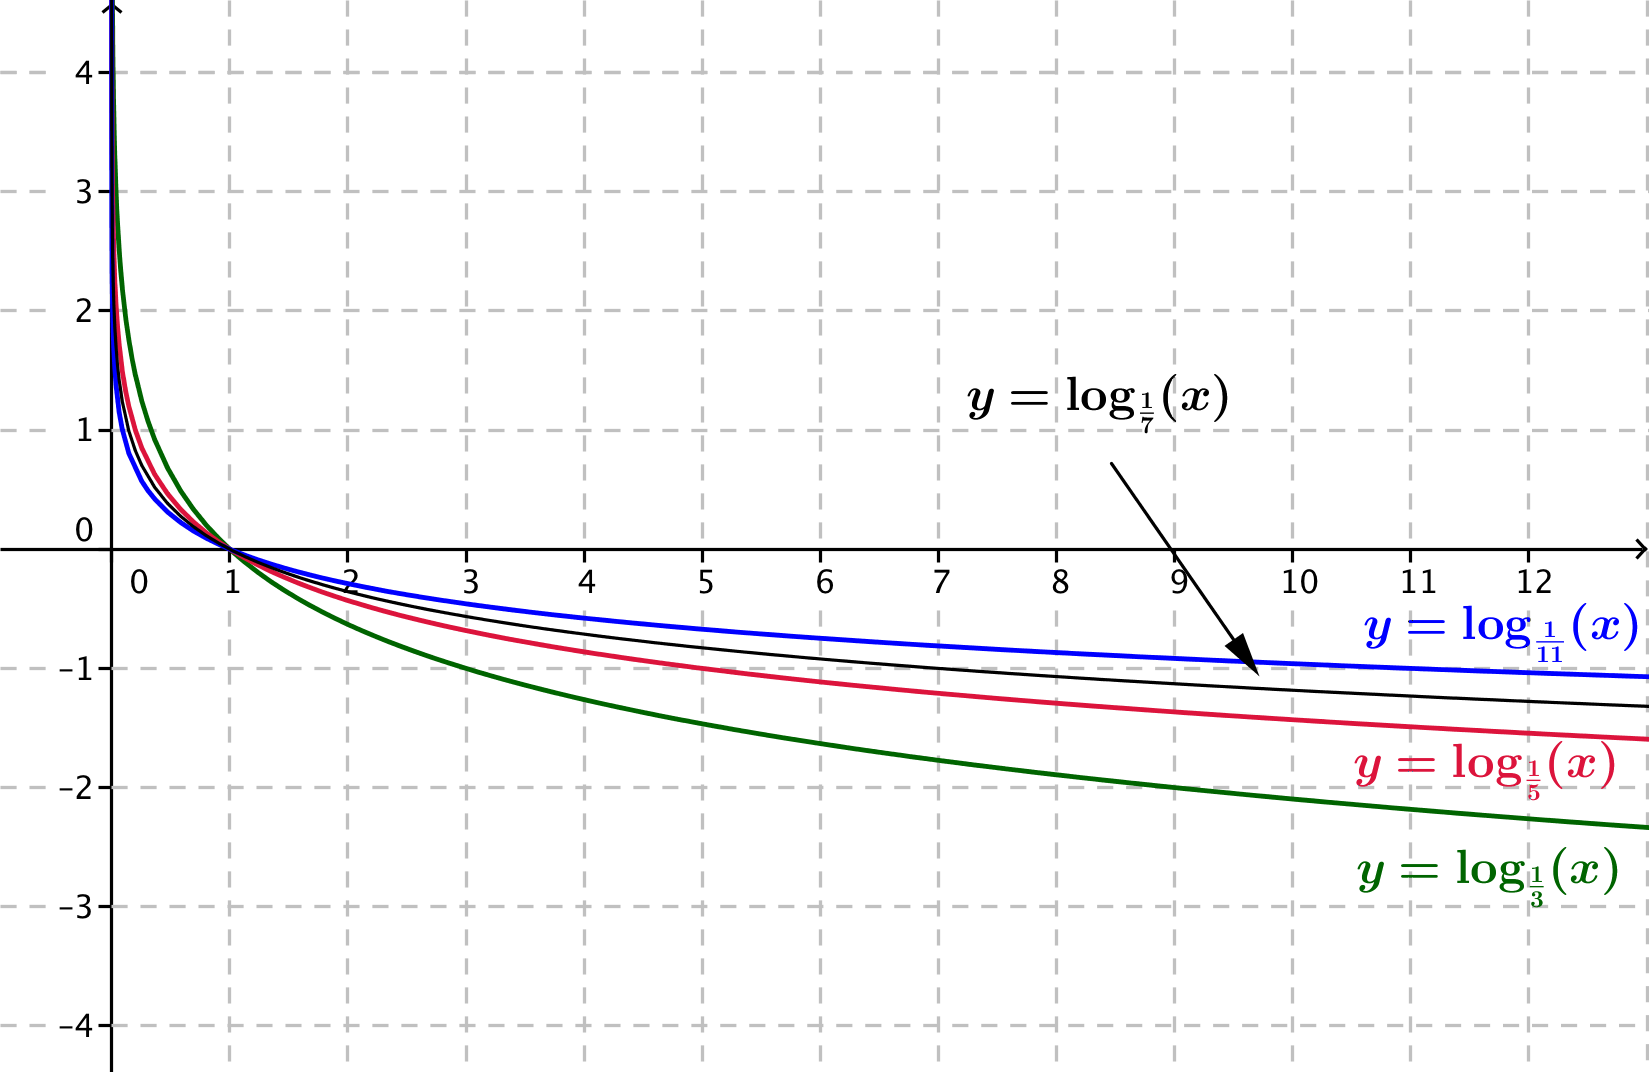 4
3
2
1
y = log_{1/7}(x)
0
0 1 2 3 4 5 6 7 8 9 10 11 12
y = log_{1/11}(x)
–1
y = log_{1/5}(x)
–2
y = log_{1/3}(x)
–3
–4